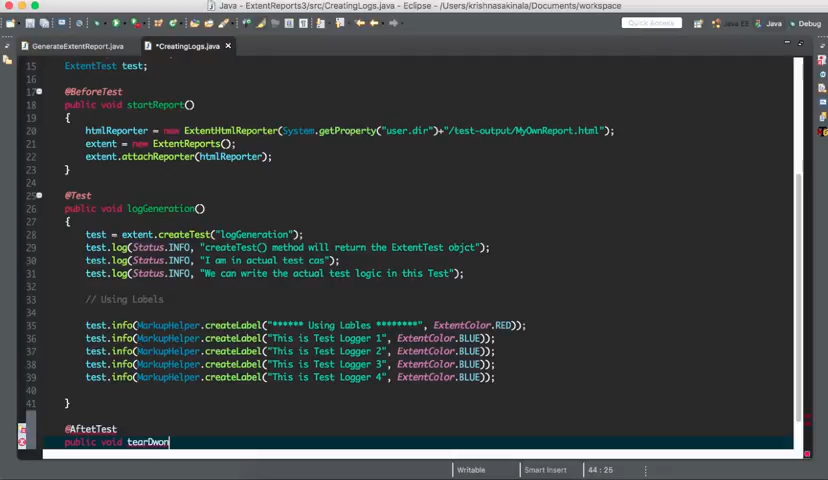 Java - ExtentReports3/src/CreatingLogs.java - Eclipse - /Users/krishnasakinala/Documents/workspace
Quick Access
Java EE
Java
Debug
GenerateExtentReport.java
*CreatingLogs.java
15 ExtentTest test;
16
17 @BeforeTest
18 public void startReport()
19 {
20 htmlReporter = new ExtentHtmlReporter(System.getProperty("user.dir")+"/test-output/MyOwnReport.html");
21 extent = new ExtentReports();
22 extent.attachReporter(htmlReporter);
23 }
24
25 @Test
26 public void logGeneration()
27 {
28 test = extent.createTest("logGeneration");
29 test.log(Status.INFO, "createTest() method will return the ExtentTest objct");
30 test.log(Status.INFO, "I am in actual test cas");
31 test.log(Status.INFO, "We can write the actual test logic in this Test");
32
33 // Using Labels
34
35 test.info(MarkupHelper.createLabel("****** Using Lables ********", ExtentColor.RED));
36 test.info(MarkupHelper.createLabel("This is Test Logger 1", ExtentColor.BLUE));
37 test.info(MarkupHelper.createLabel("This is Test Logger 2", ExtentColor.BLUE));
38 test.info(MarkupHelper.createLabel("This is Test Logger 3", ExtentColor.BLUE));
39 test.info(MarkupHelper.createLabel("This is Test Logger 4", ExtentColor.BLUE));
40
41 }
@AftetTest
public void tearDwon
Writable
Smart Insert
44 : 25